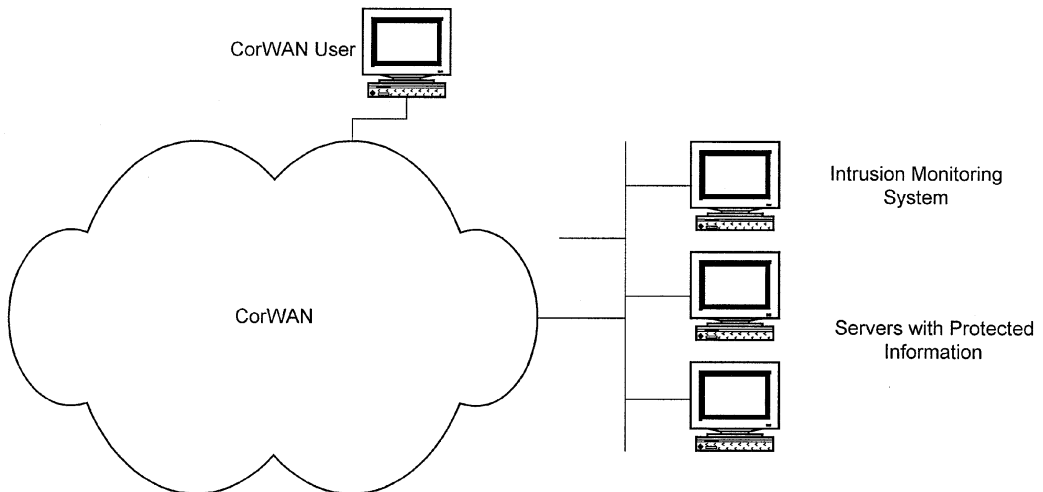 CorWAN User
Intrusion Monitoring
System
CorWAN
Servers with Protected
Information